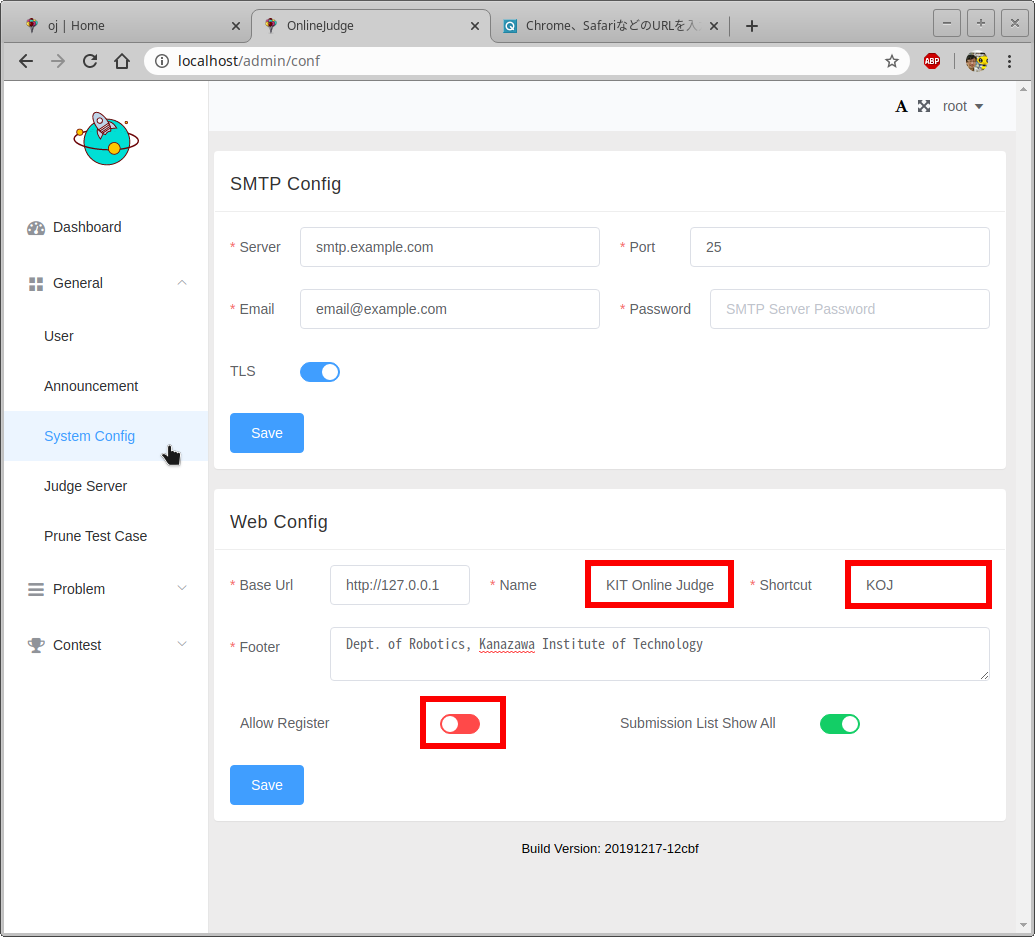 oj | Home
OnlineJudge
Chrome、SafariなどのURLを入
localhost/admin/conf
ABP
A
root
Dashboard
General
User
Announcement
System Config
Judge Server
Prune Test Case
Problem
Contest
SMTP Config
* Server smtp.example.com * Port 25
* Email email@example.com * Password SMTP Server Password
TLS
Save
Web Config
* Base Url http://127.0.0.1 * Name KIT Online Judge * Shortcut KOJ
* Footer Dept. of Robotics, Kanazawa Institute of Technology
Allow Register Submission List Show All
Save
Build Version: 20191217-12cbf